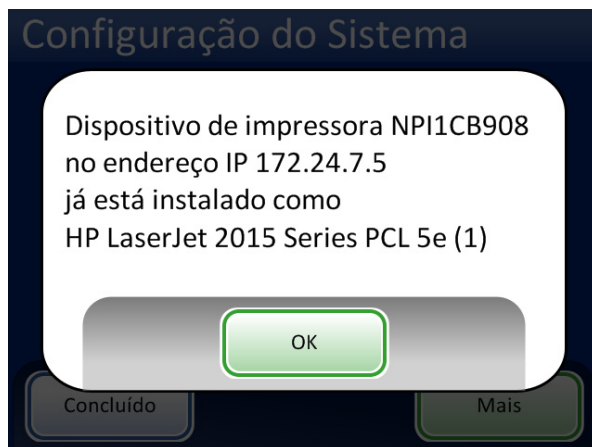 Configuração do Sistema
Dispositivo de impressora NPI1CB908
no endereço IP 172.24.7.5
já está instalado como
HP LaserJet 2015 Series PCL 5e (1)
OK
Concluído
Mais